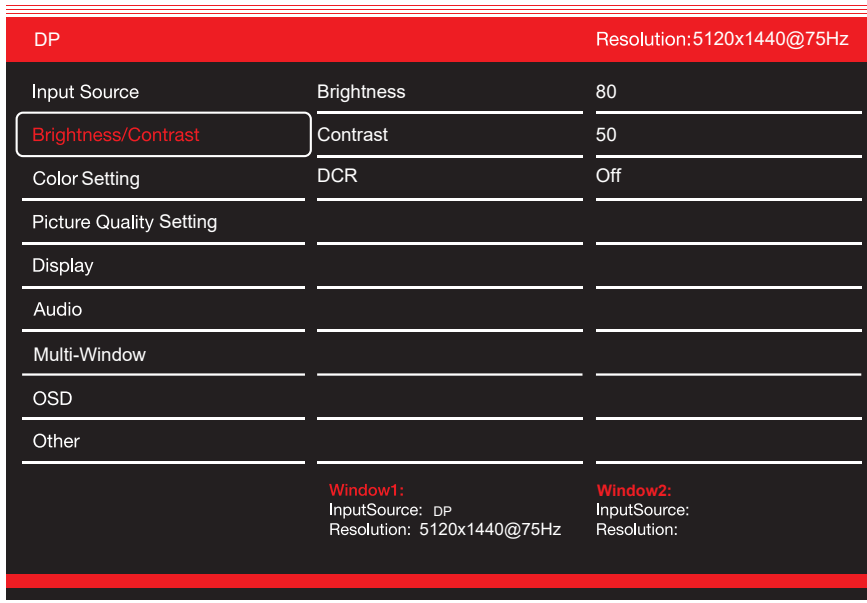 DP Resolution:5120x1440@75Hz
Input Source Brightness 80
Brightness/Contrast Contrast 50
Color Setting DCR Off
Picture Quality Setting
Display
Audio
Multi-Window
OSD
Other
Window1: Window2:
InputSource: DP InputSource:
Resolution: 5120x1440@75Hz Resolution: